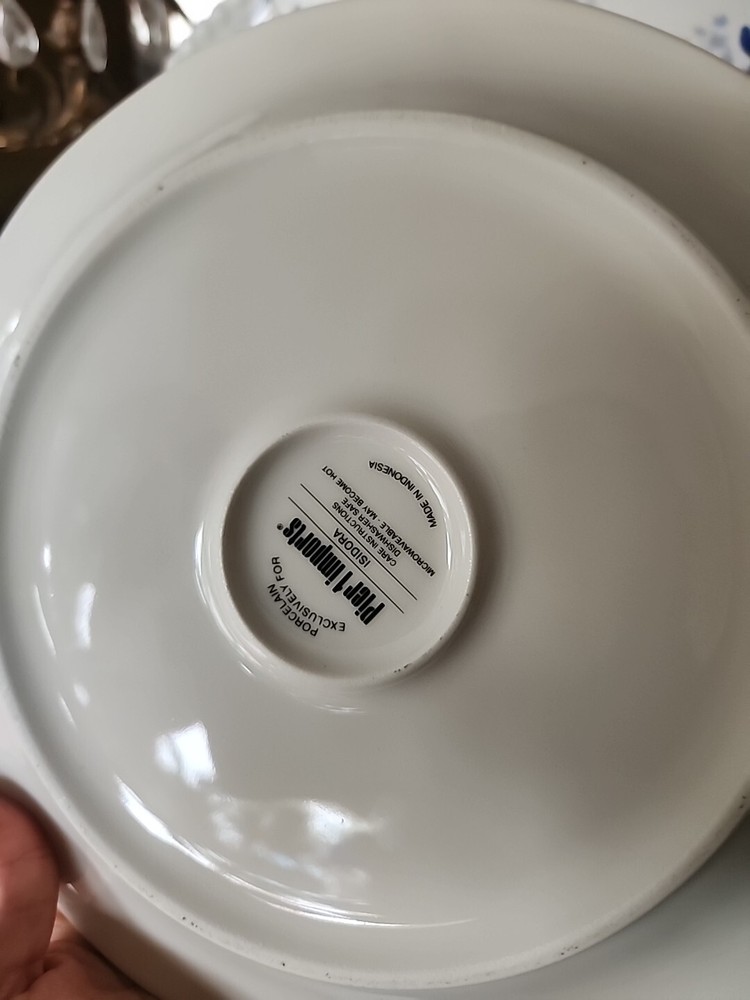 PORCELAIN
EXCLUSIVELY FOR
Pier 1 imports®
ISIDORA
CARE INSTRUCTIONS
DISHWASHER SAFE
MICROWAVEABLE - MAY BECOME HOT
MADE IN INDONESIA